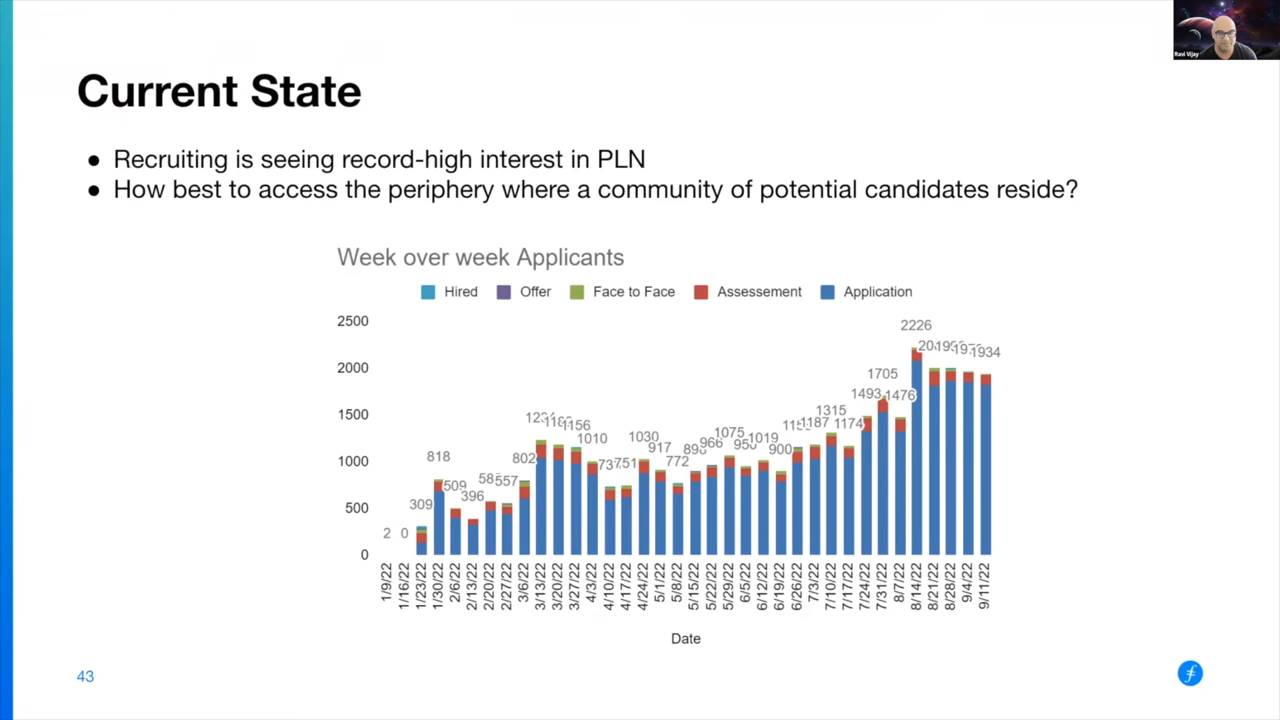 Ravi Vijay
Current State
● Recruiting is seeing record-high interest in PLN
● How best to access the periphery where a community of potential candidates reside?
Week over week Applicants
Hired Offer Face to Face Assessement Application
2500
2000
1500
1000
500
0
2 0 309 818 509 396 557 802 1156 1010 751 1030 917 772 966 1075 1019 900 1187 1315 1174 1493 1705 1476 2226 1934
1/9/22 1/16/22 1/23/22 1/30/22 2/6/22 2/13/22 2/20/22 2/27/22 3/6/22 3/13/22 3/20/22 3/27/22 4/3/22 4/10/22 4/17/22 4/24/22 5/1/22 5/8/22 5/15/22 5/22/22 5/29/22 6/5/22 6/12/22 6/19/22 6/26/22 7/3/22 7/10/22 7/17/22 7/24/22 7/31/22 8/7/22 8/14/22 8/21/22 8/28/22 9/4/22 9/11/22
Date
43